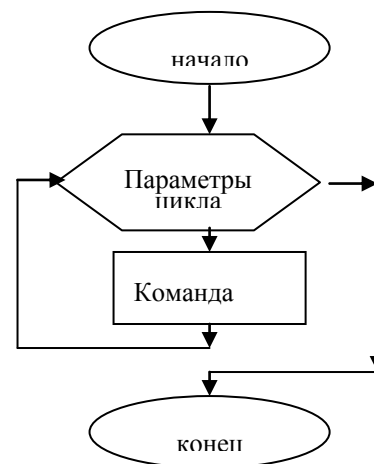 начало
Параметры
цикла
Команда
конец